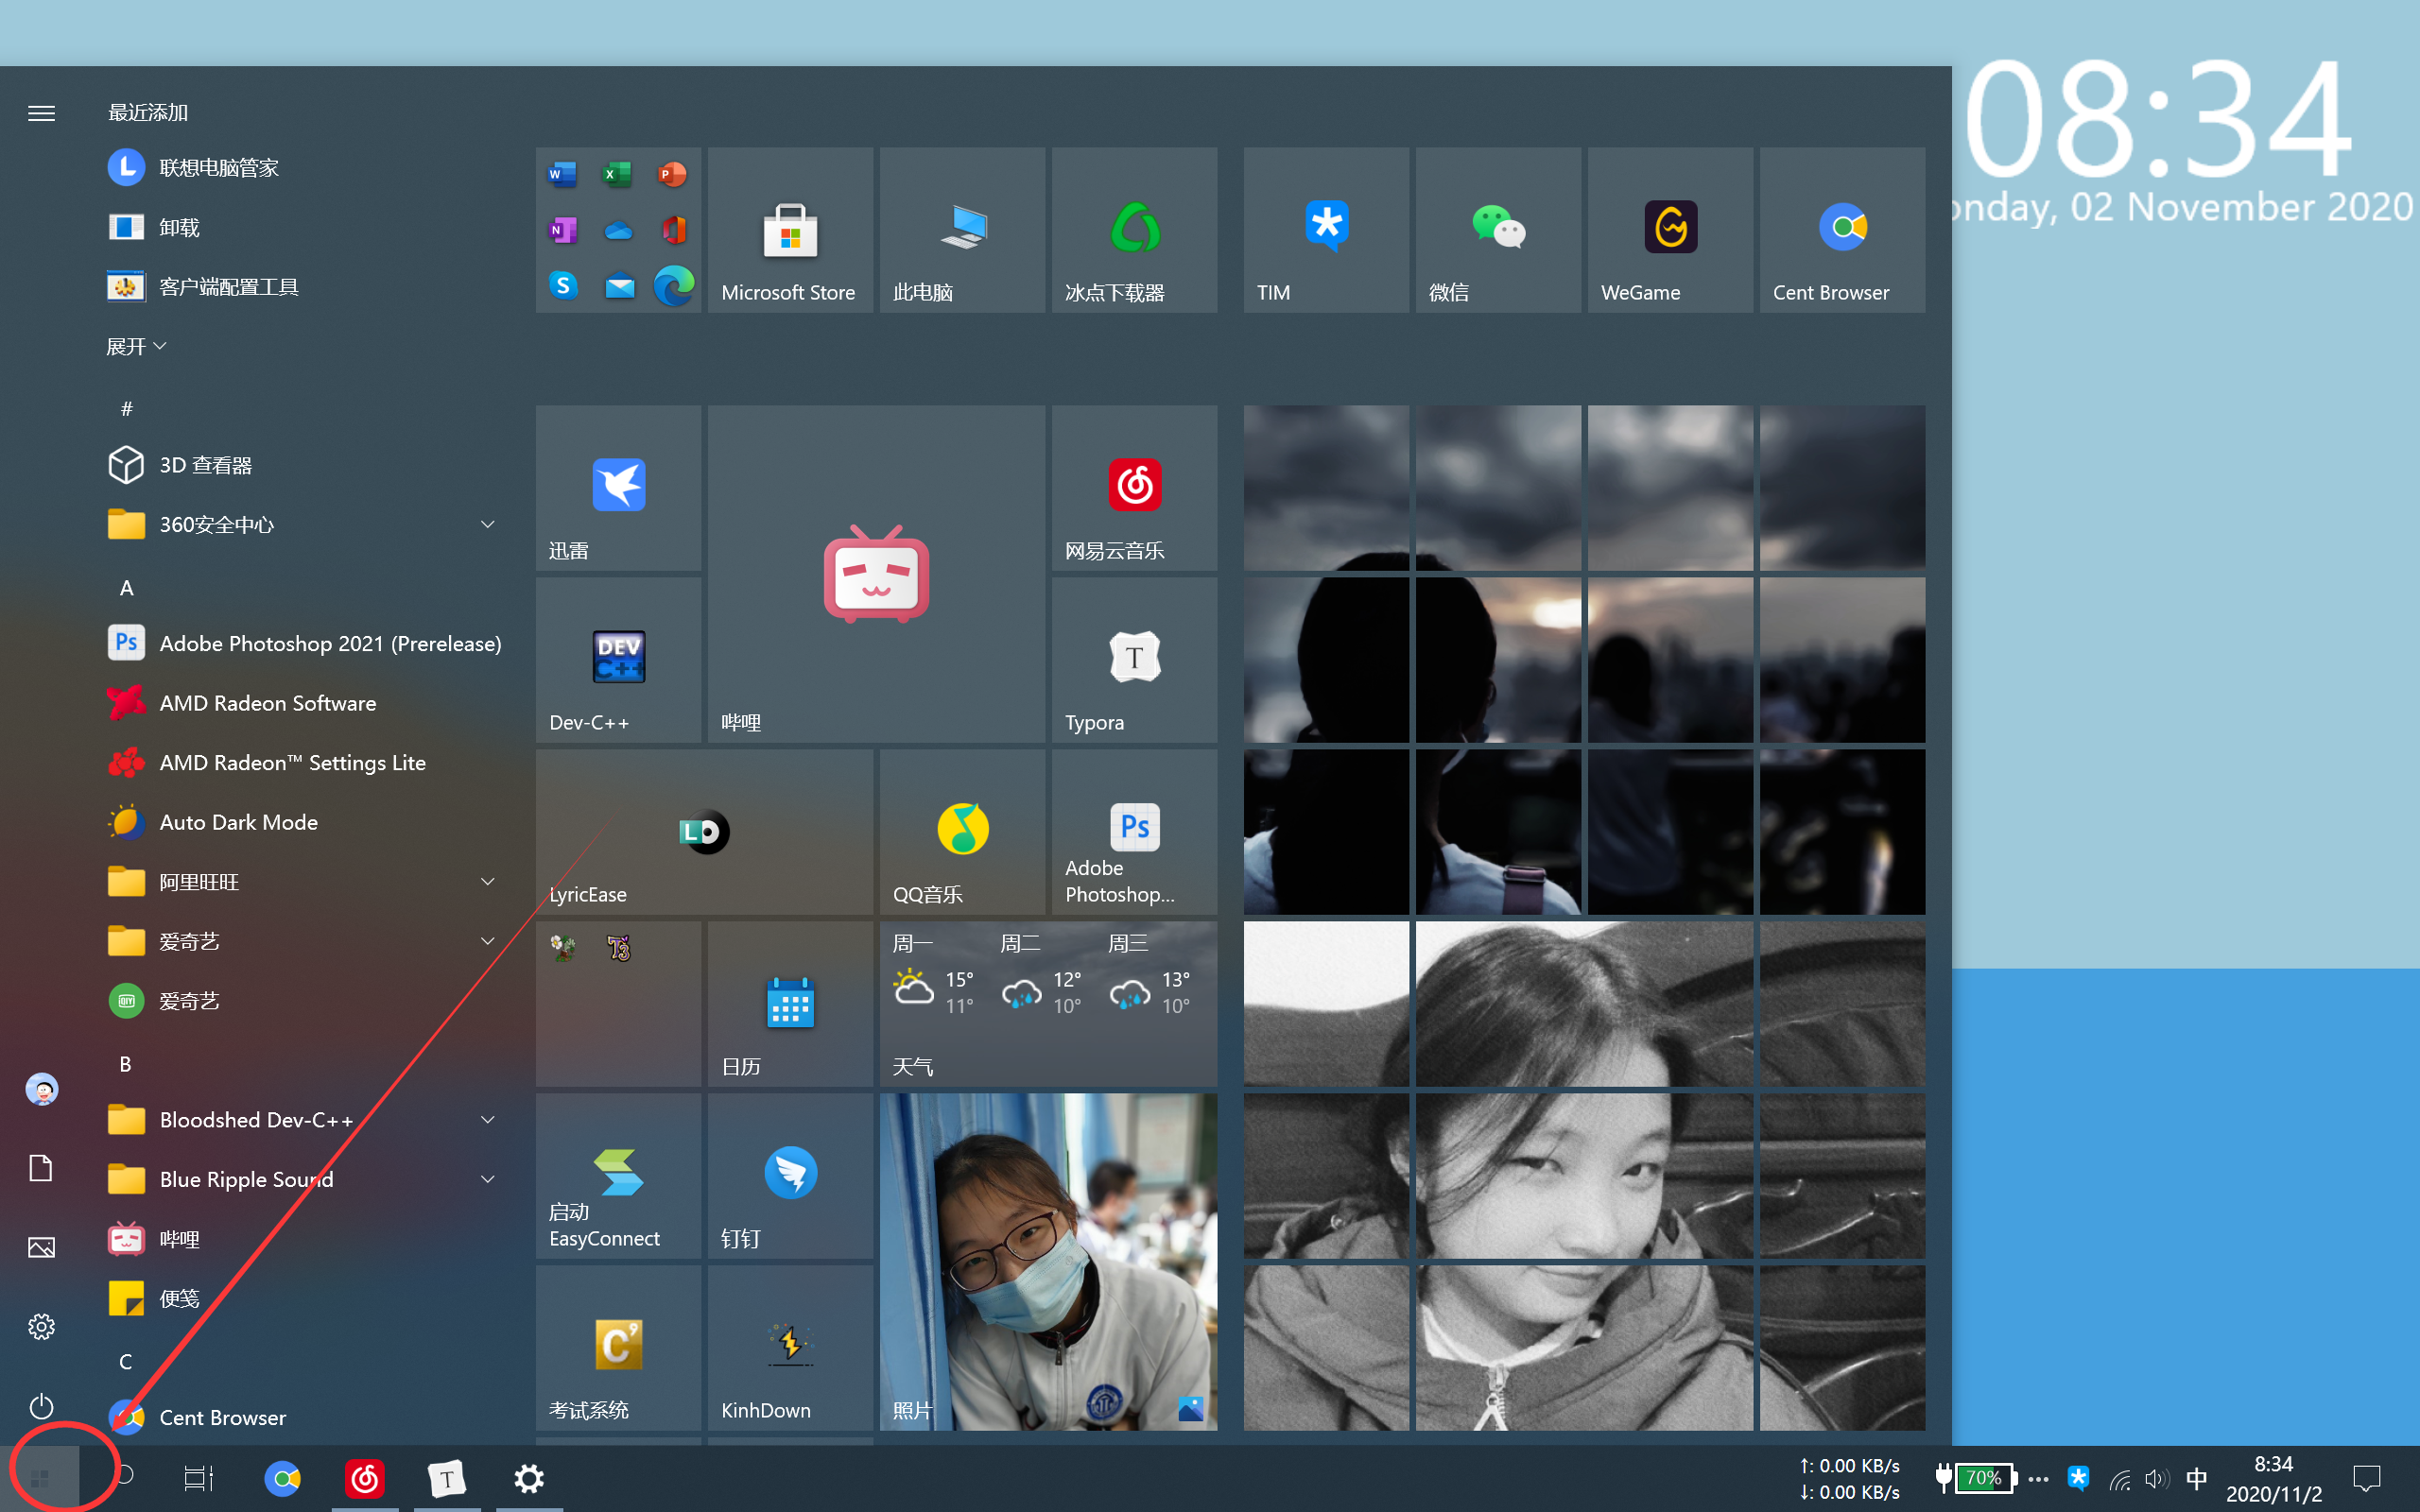 08:34
onday, 02 November 2020
最近添加
联想电脑管家
卸载
客户端配置工具
展开
#
3D 查看器
360安全中心
A
Adobe Photoshop 2021 (Prerelease)
AMD Radeon Software
AMD Radeon™ Settings Lite
Auto Dark Mode
阿里旺旺
爱奇艺
爱奇艺
B
Bloodshed Dev-C++
Blue Ripple Sound
哔哩
便笺
C
Cent Browser
Microsoft Store
此电脑
冰点下载器
TIM
微信
WeGame
Cent Browser
迅雷
网易云音乐
DEV
C++
Dev-C++
哔哩
T
Typora
LyricEase
QQ音乐
Ps
Adobe
Photoshop...
日历
周一
15°
11°
周二
12°
10°
周三
13°
10°
天气
启动
EasyConnect
钉钉
照片
考试系统
KinhDown
↑: 0.00 KB/s
↓: 0.00 KB/s
70%
中
8:34
2020/11/2